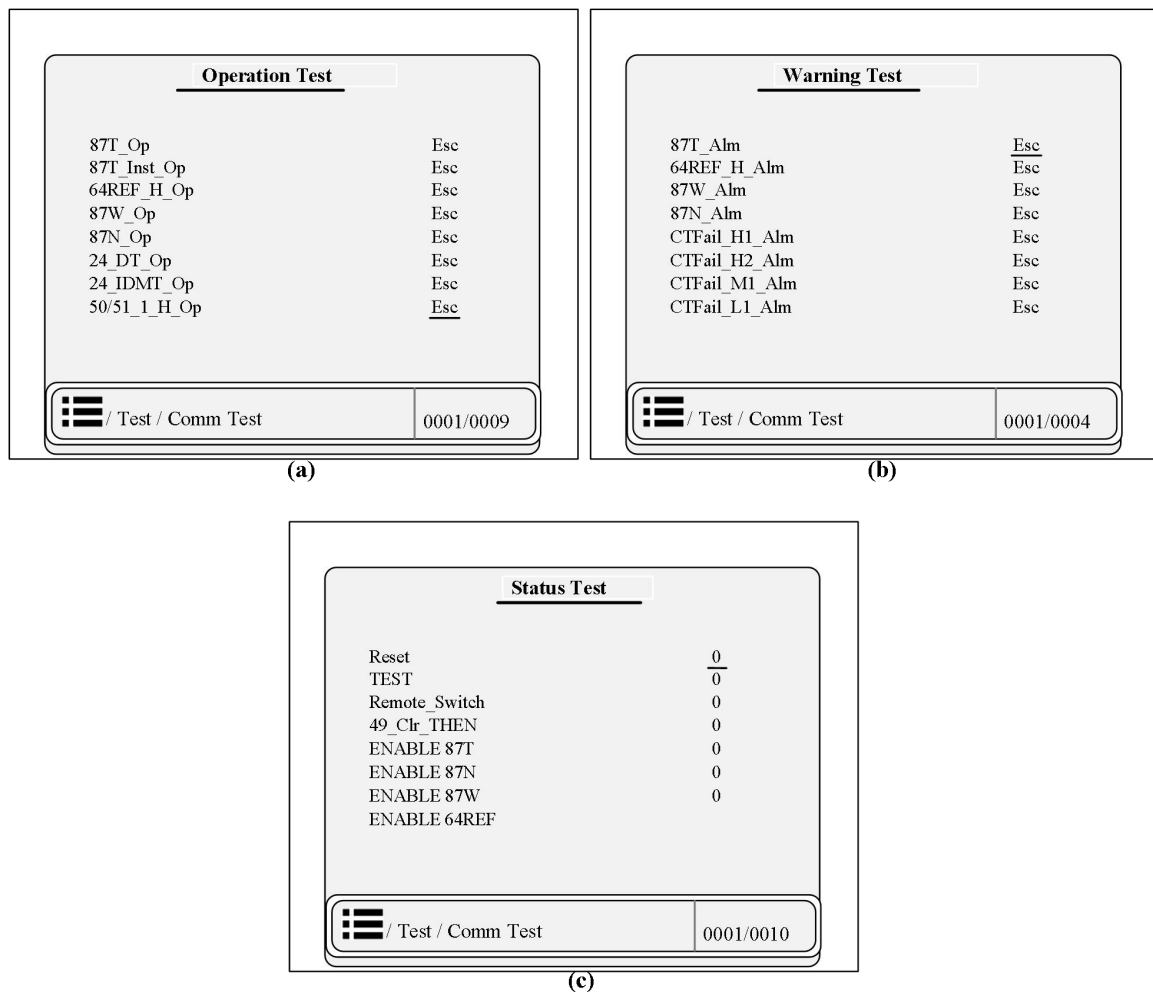 Operation Test
87T_Op Esc
87T_Inst_Op Esc
64REF_H_Op Esc
87W_Op Esc
87N_Op Esc
24_DT_Op Esc
24_IDMT_Op Esc
50/51_1_H_Op Esc
/ Test / Comm Test 0001/0009
(a)
Warning Test
87T_Alm Esc
64REF_H_Alm Esc
87W_Alm Esc
87N_Alm Esc
CTFail_H1_Alm Esc
CTFail_H2_Alm Esc
CTFail_M1_Alm Esc
CTFail_L1_Alm Esc
/ Test / Comm Test 0001/0004
(b)
Status Test
Reset 0
TEST 0
Remote_Switch 0
49_Clr_THEN 0
ENABLE 87T 0
ENABLE 87N 0
ENABLE 87W 0
ENABLE 64REF
/ Test / Comm Test 0001/0010
(c)